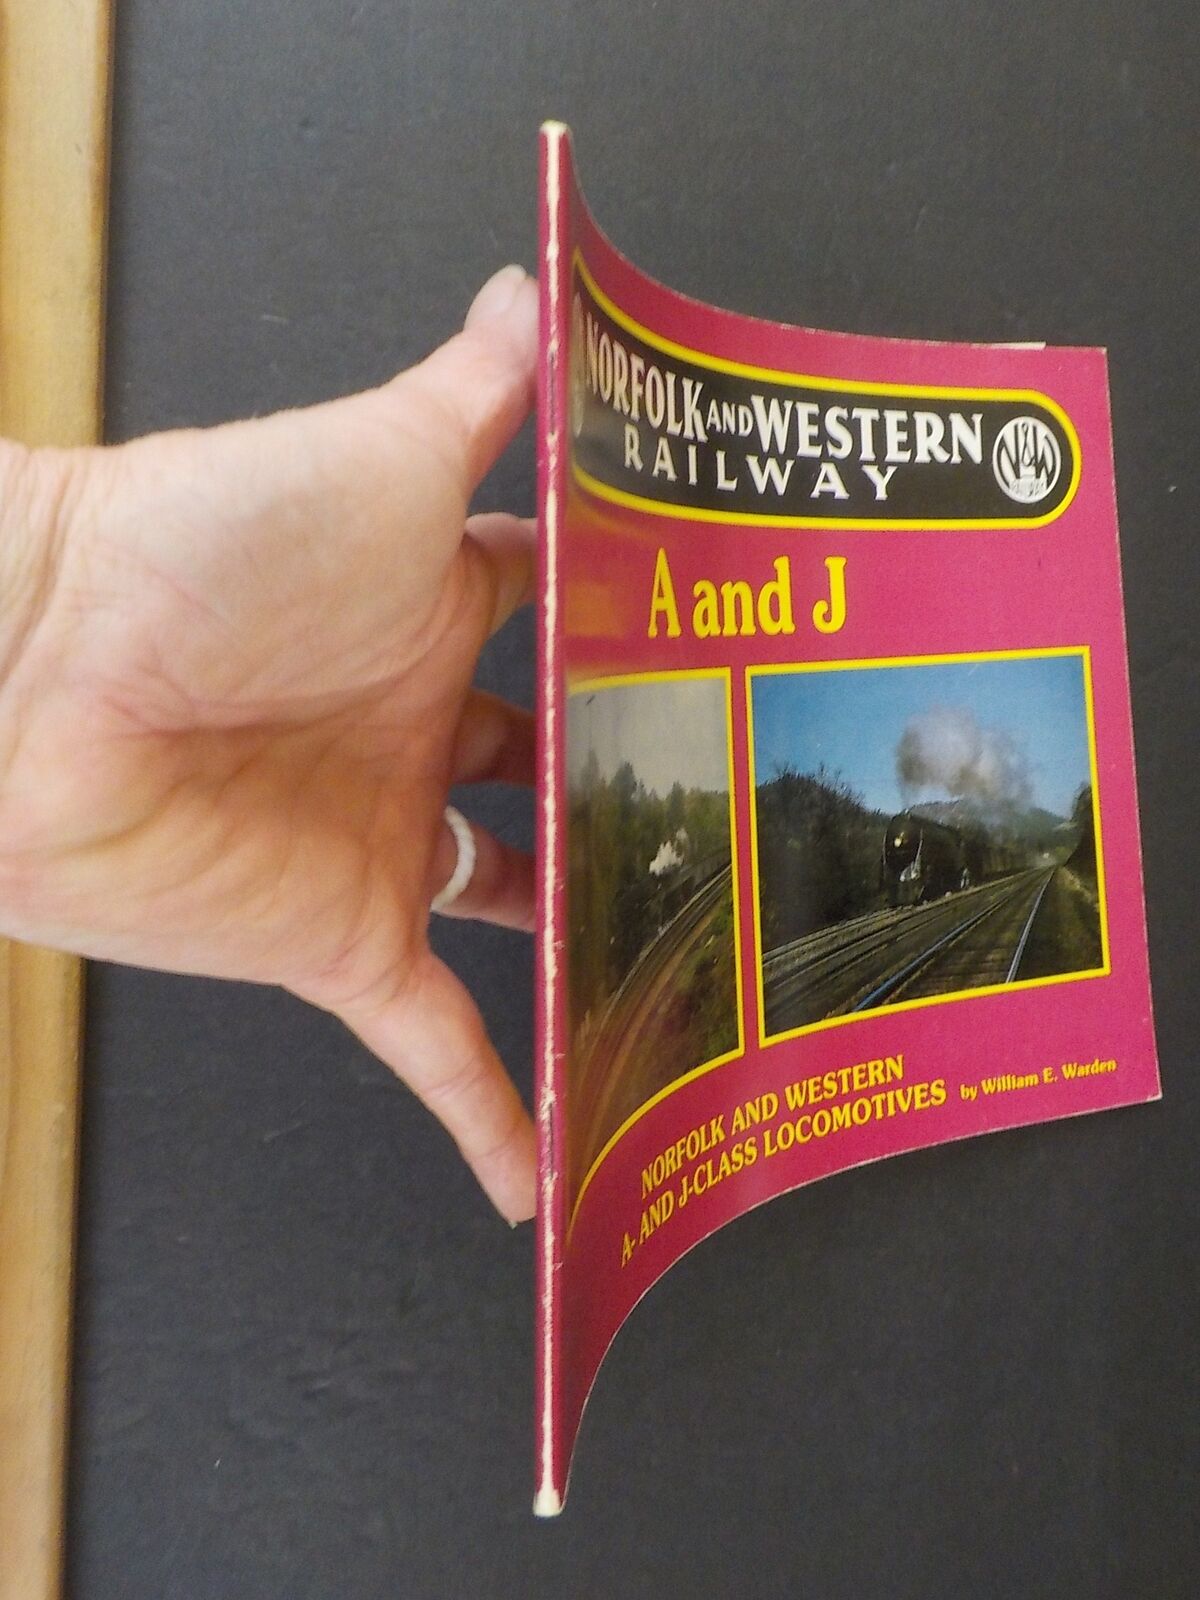 NORFOLK AND WESTERN
RAILWAY
N&W
A and J
NORFOLK AND WESTERN
A- AND J-CLASS LOCOMOTIVES
by William E. Warden